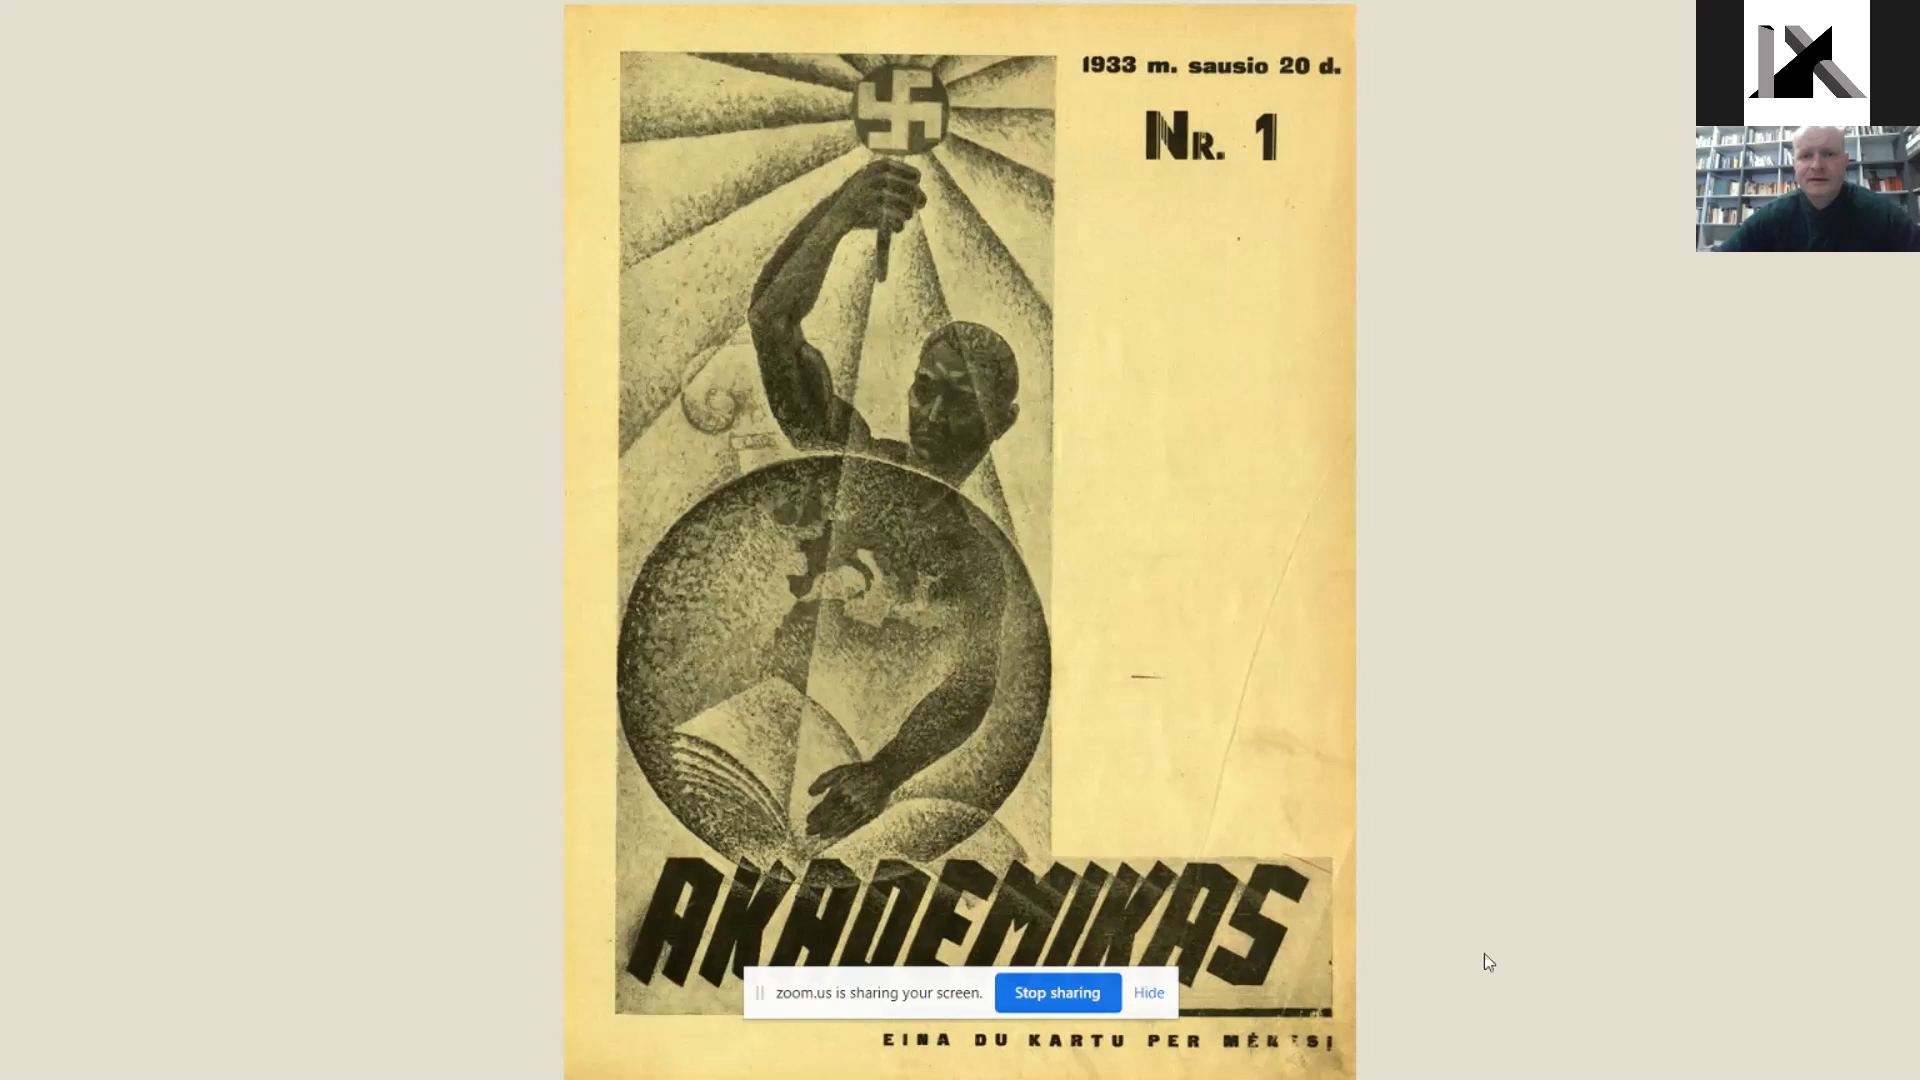 1933 m. sausio 20 d.
NR. 1
AKADEMIKAS
zoom.us is sharing your screen. Stop sharing Hide
EINA DU KARTU PER MĖNESĮ